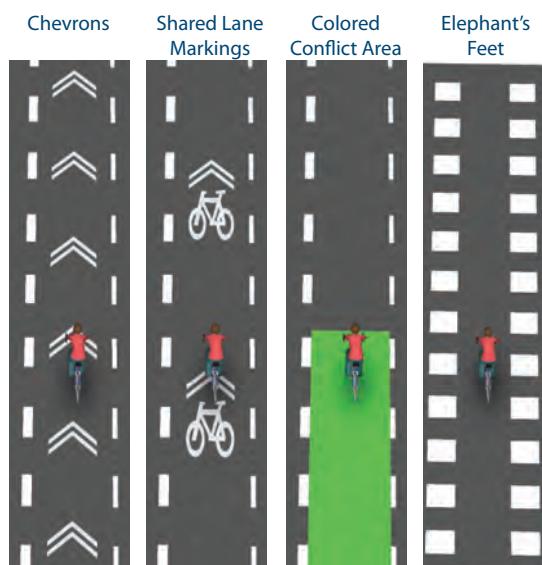 Chevrons
Shared Lane
Markings
Colored
Conflict Area
Elephant’s
Feet